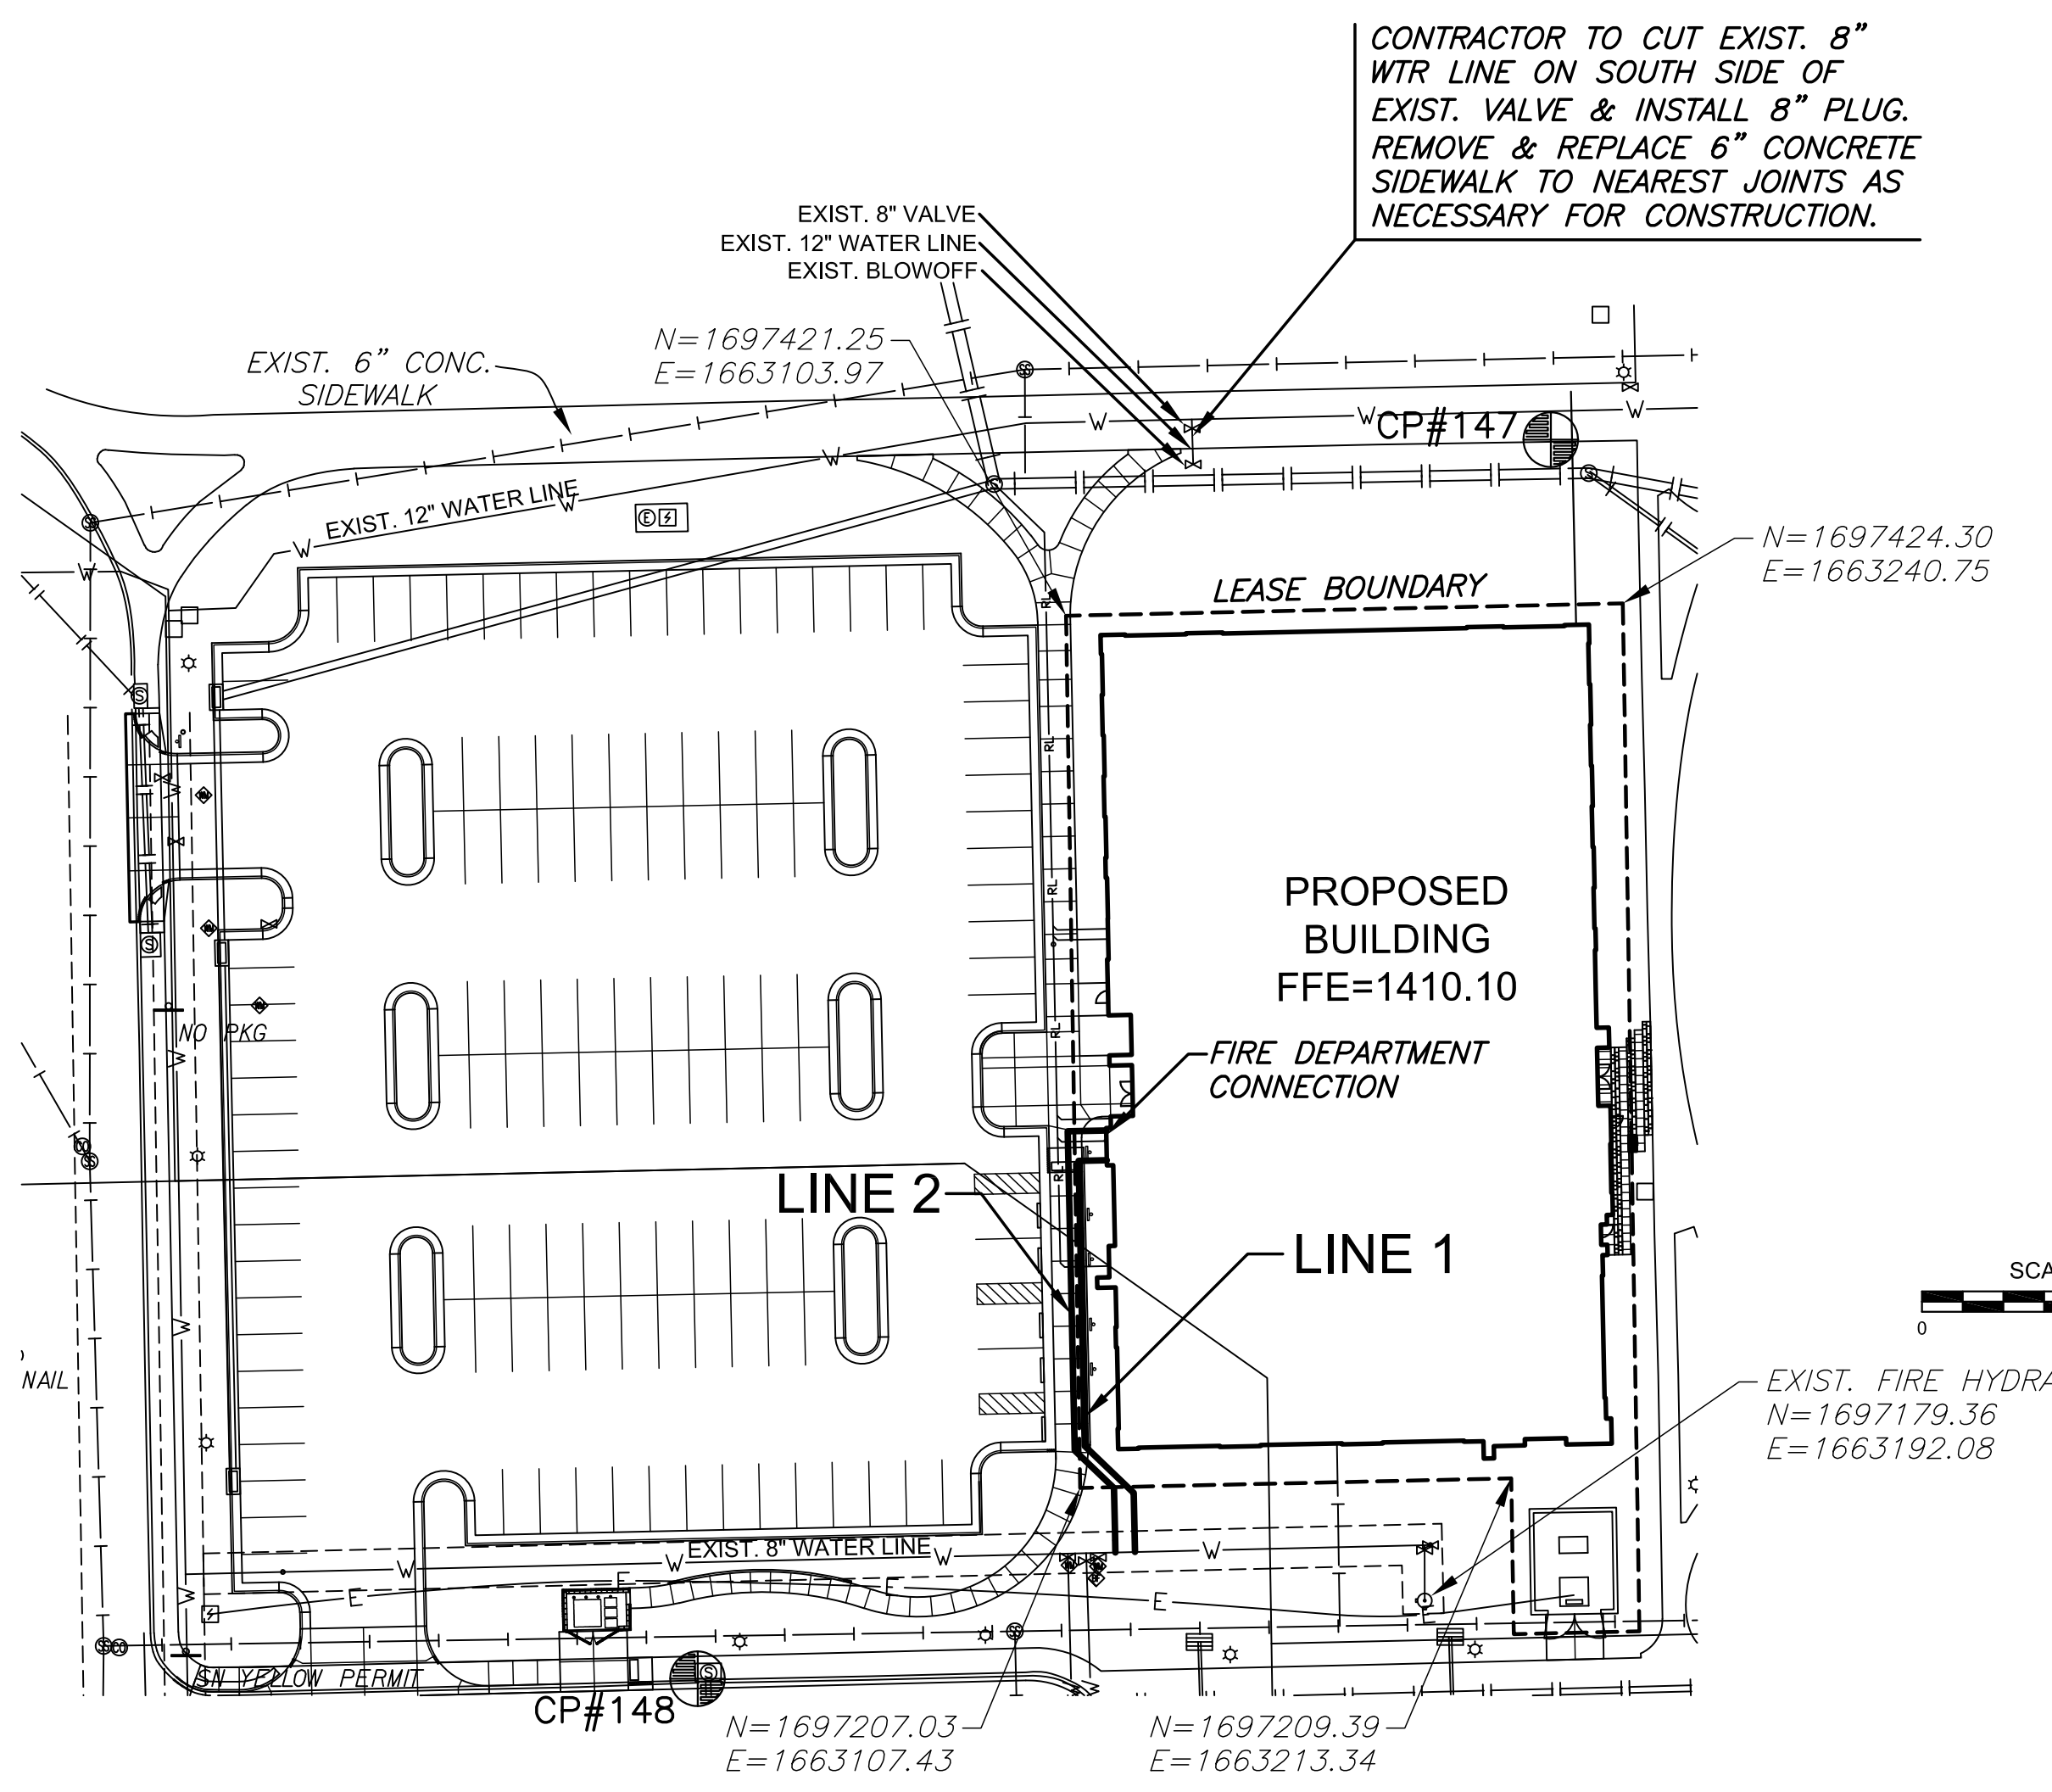 CONTRACTOR TO CUT EXIST. 8”
WTR LINE ON SOUTH SIDE OF
EXIST. VALVE & INSTALL 8” PLUG.
REMOVE & REPLACE 6” CONCRETE
SIDEWALK TO NEAREST JOINTS AS
NECESSARY FOR CONSTRUCTION.
EXIST. 8" VALVE
EXIST. 12" WATER LINE
EXIST. BLOWOFF
N=1697421.25
E=1663103.97
EXIST. 6” CONC.
SIDEWALK
W
W
W
CP#147
W
EXIST. 12" WATER LINE
W
W
E
S
S
N=1697424.30
E=1663240.75
LEASE BOUNDARY
W
RL
S
RL
W
RL
PROPOSED
BUILDING
FFE=1410.10
S
NO PKG
RL
W
FIRE DEPARTMENT
CONNECTION
RL
LINE 2
LINE 1
SCA
0
W
NAIL
EXIST. FIRE HYDRA
N=1697179.36
E=1663192.08
EXIST. 8" WATER LINE
W
W
W
W
W
E
E
E
E
E
SN YELLOW PERMIT
S
CP#148
W
W
N=1697207.03
E=1663107.43
N=1697209.39
E=1663213.34